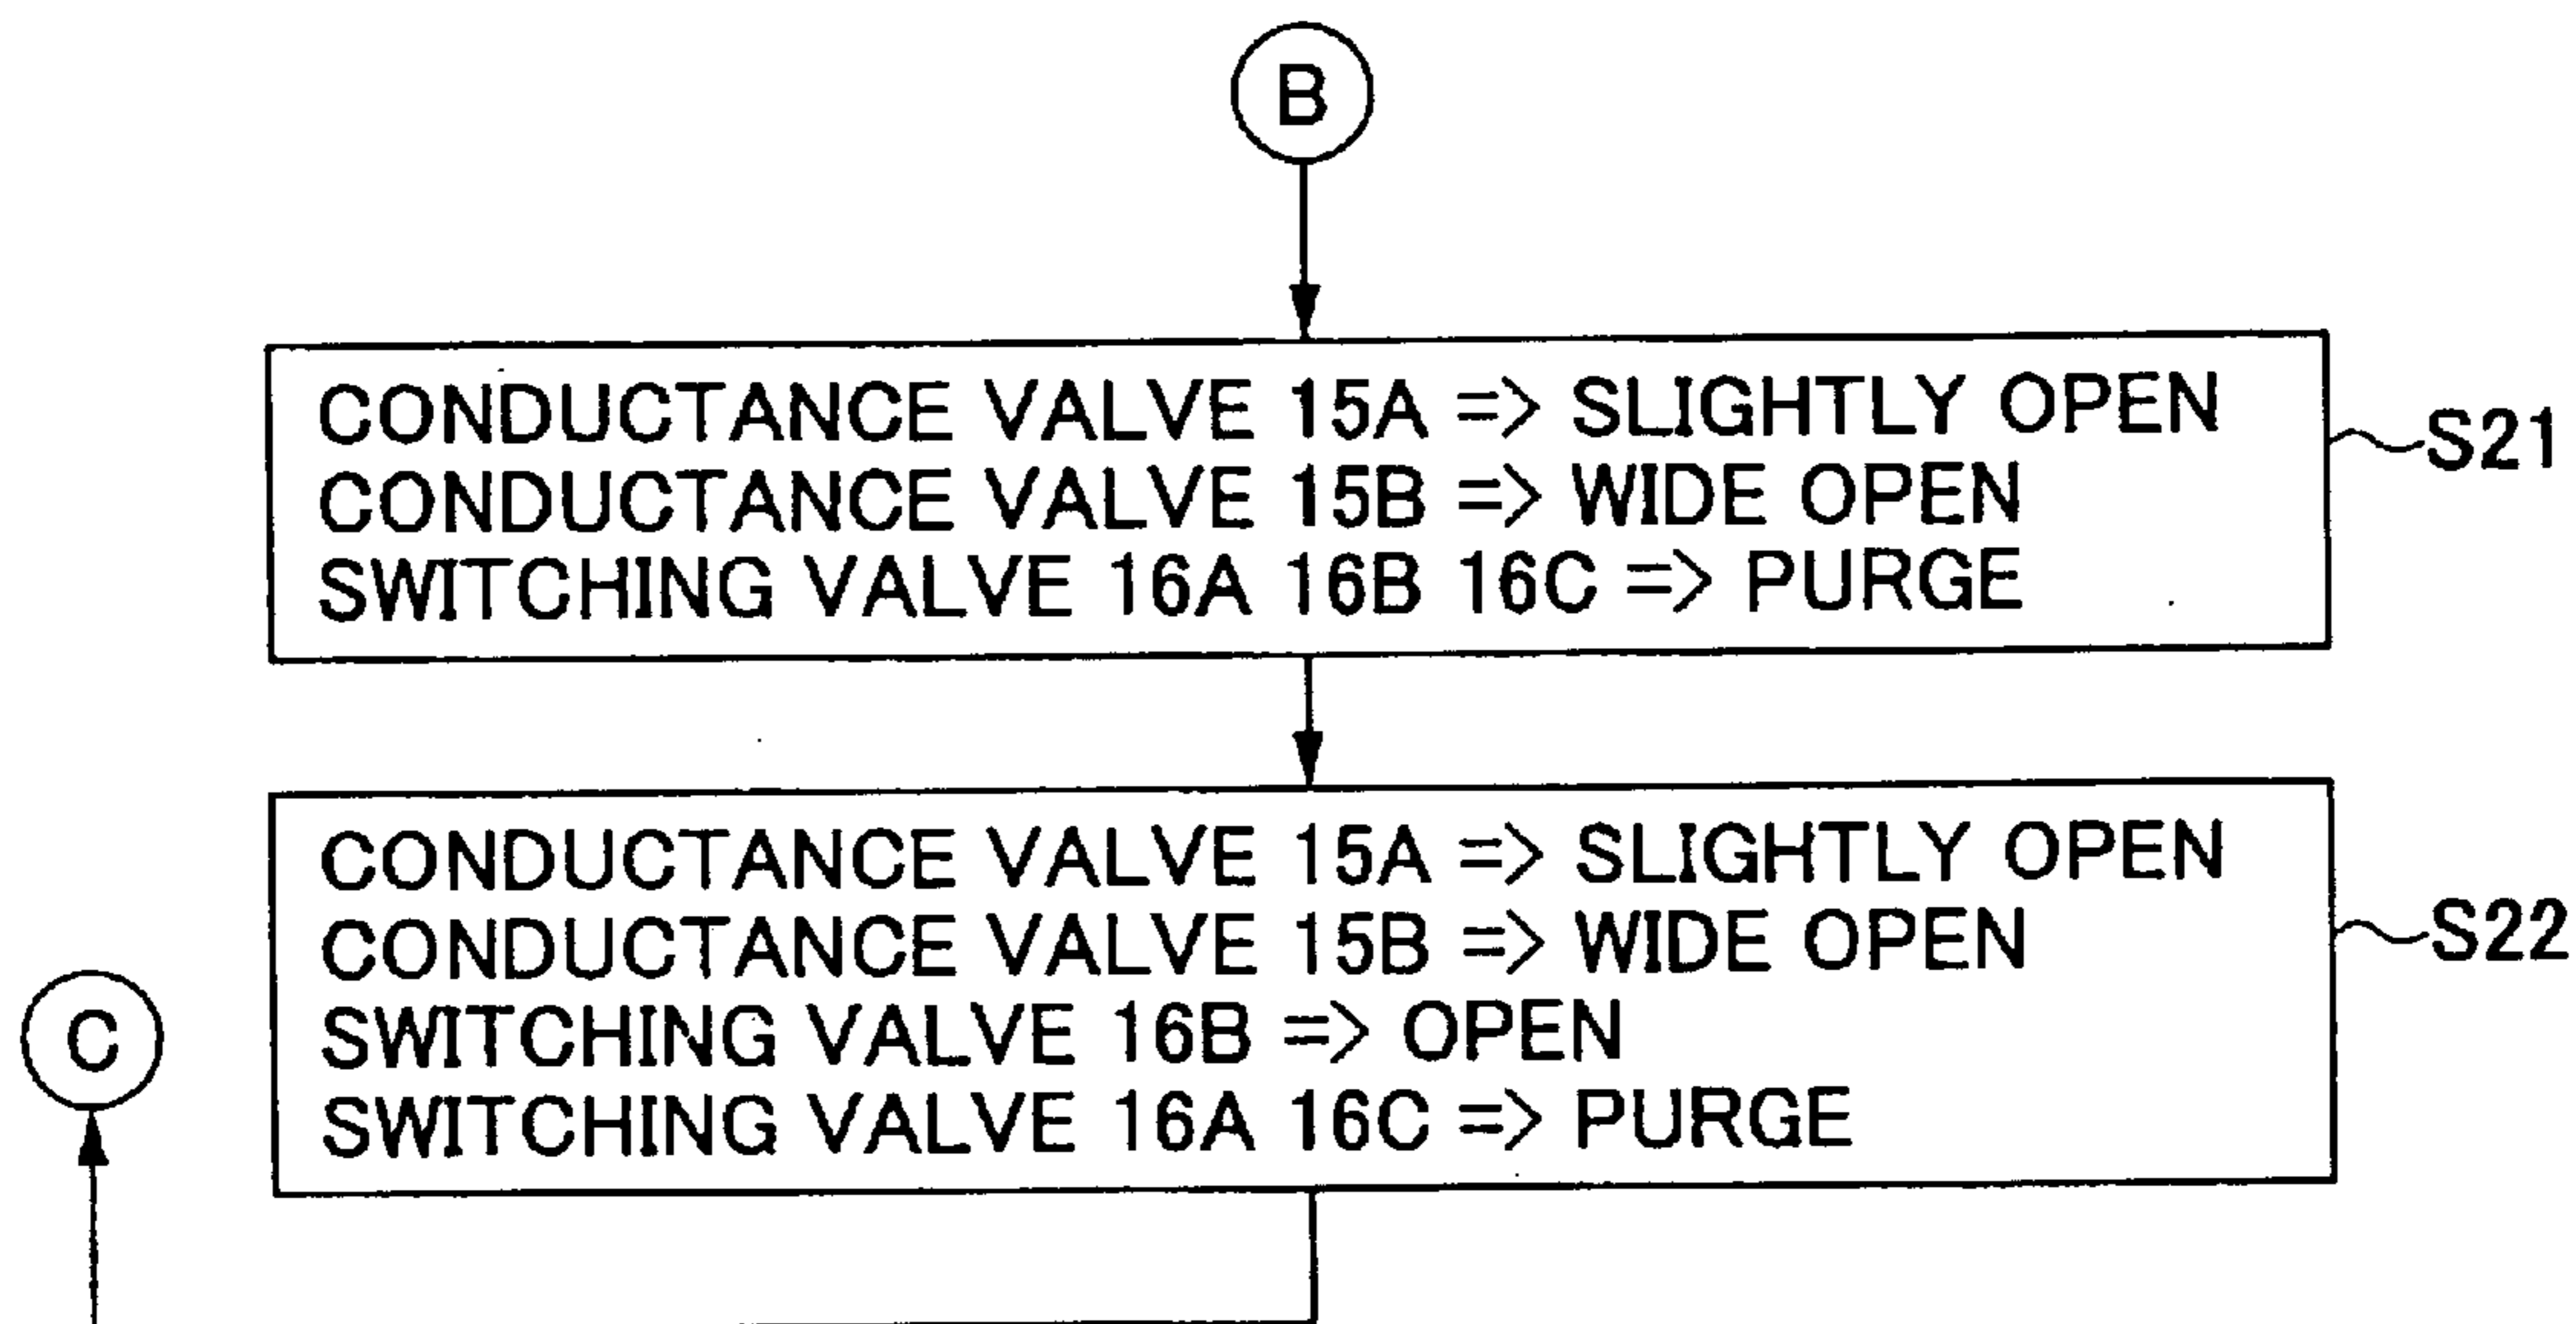 B
CONDUCTANCE VALVE 15A => SLIGHTLY OPEN
CONDUCTANCE VALVE 15B => WIDE OPEN
SWITCHING VALVE 16A 16B 16C => PURGE
S21
CONDUCTANCE VALVE 15A => SLIGHTLY OPEN
CONDUCTANCE VALVE 15B => WIDE OPEN
SWITCHING VALVE 16B => OPEN
SWITCHING VALVE 16A 16C => PURGE
S22
C